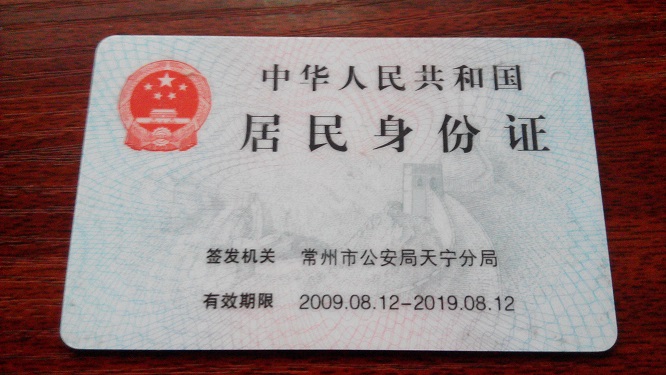 中华人民共和国
居民身份证
签发机关 常州市公安局天宁分局
有效期限 2009.08.12-2019.08.12